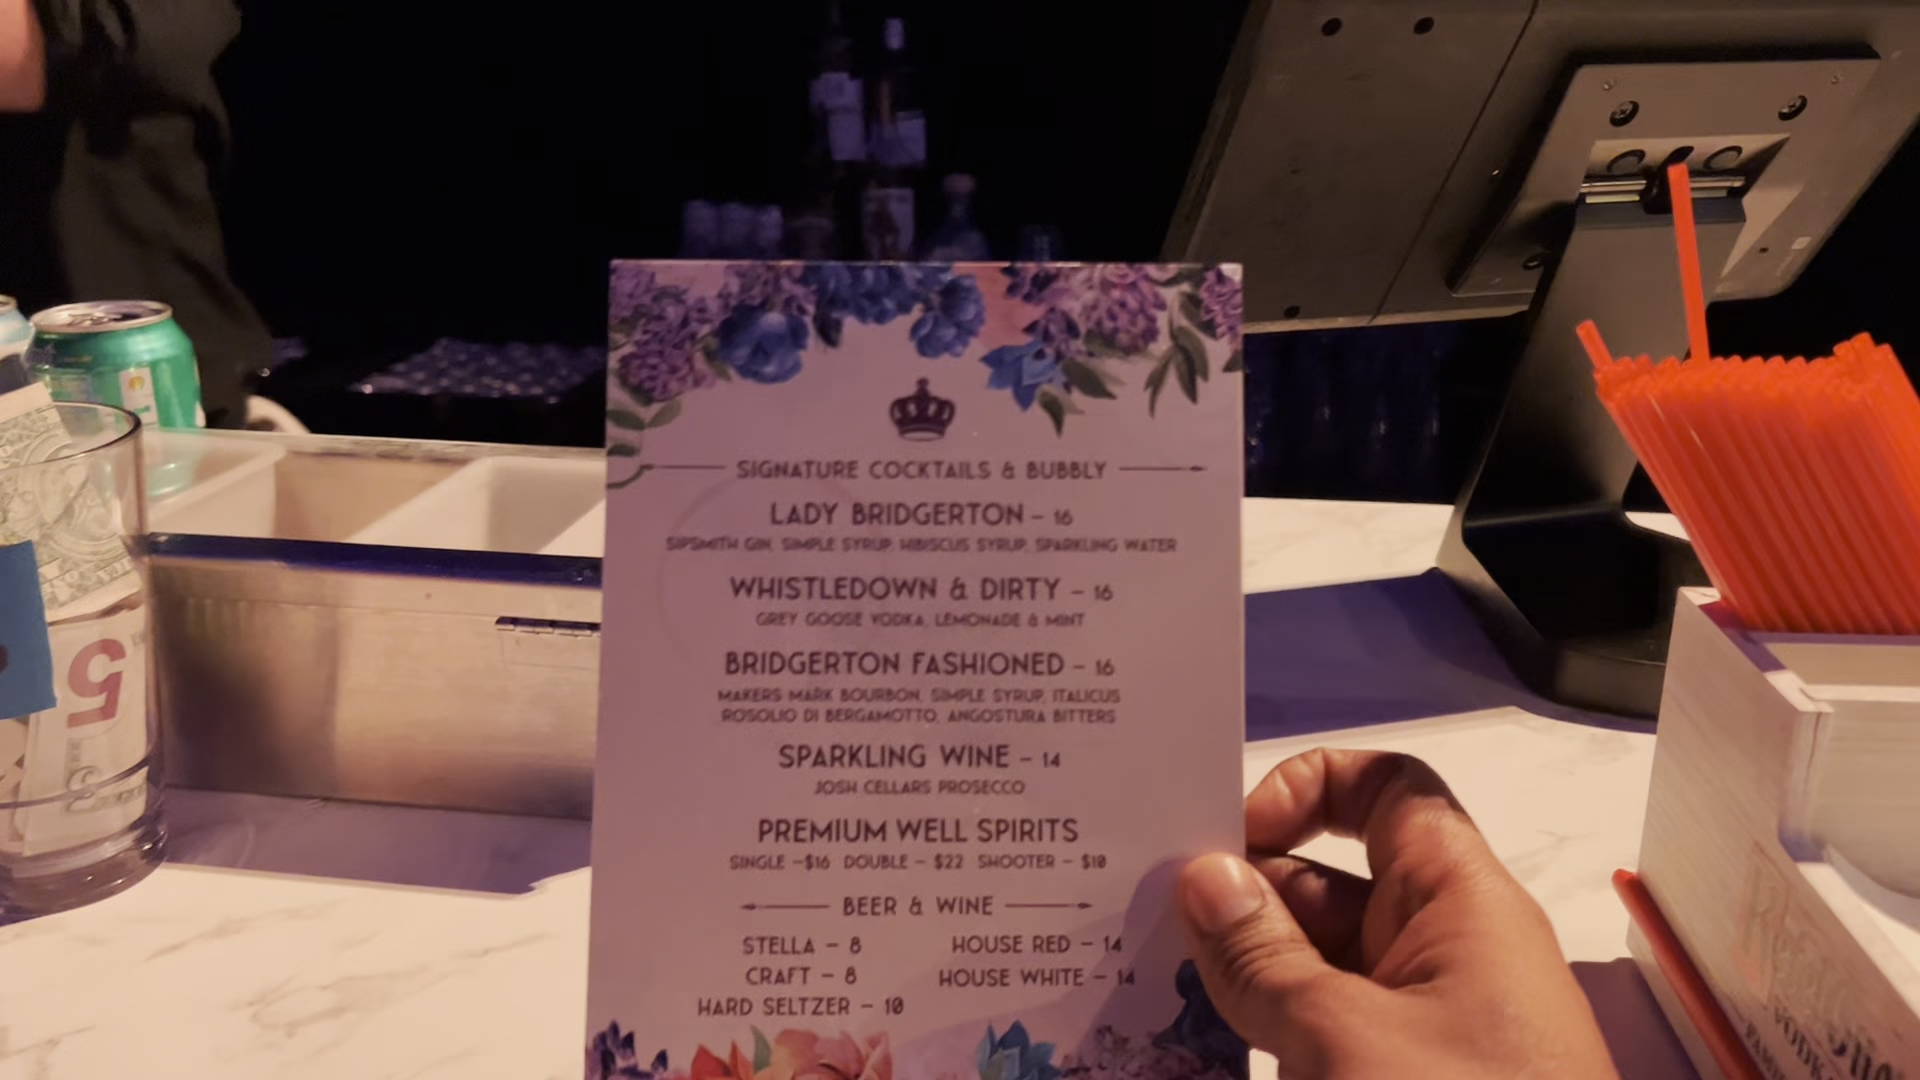 SIGNATURE COCKTAILS & BUBBLY
LADY BRIDGERTON - 16
SIPSMITH GIN, SIMPLE SYRUP, HIBISCUS SYRUP, SPARKLING WATER
WHISTLEDOWN & DIRTY - 16
GREY GOOSE VODKA, LEMONADE & MINT
BRIDGERTON FASHIONED - 16
MAKERS MARK BOURBON, SIMPLE SYRUP, ITALICUS
ROSOLIO DI BERGAMOTTO, ANGOSTURA BITTERS
SPARKLING WINE - 14
JOSH CELLARS PROSECCO
PREMIUM WELL SPIRITS
SINGLE -$16 DOUBLE - $22 SHOOTER - $10
BEER & WINE
STELLA - 8 HOUSE RED - 14
CRAFT - 8 HOUSE WHITE - 14
HARD SELTZER - 10
5
VODKA